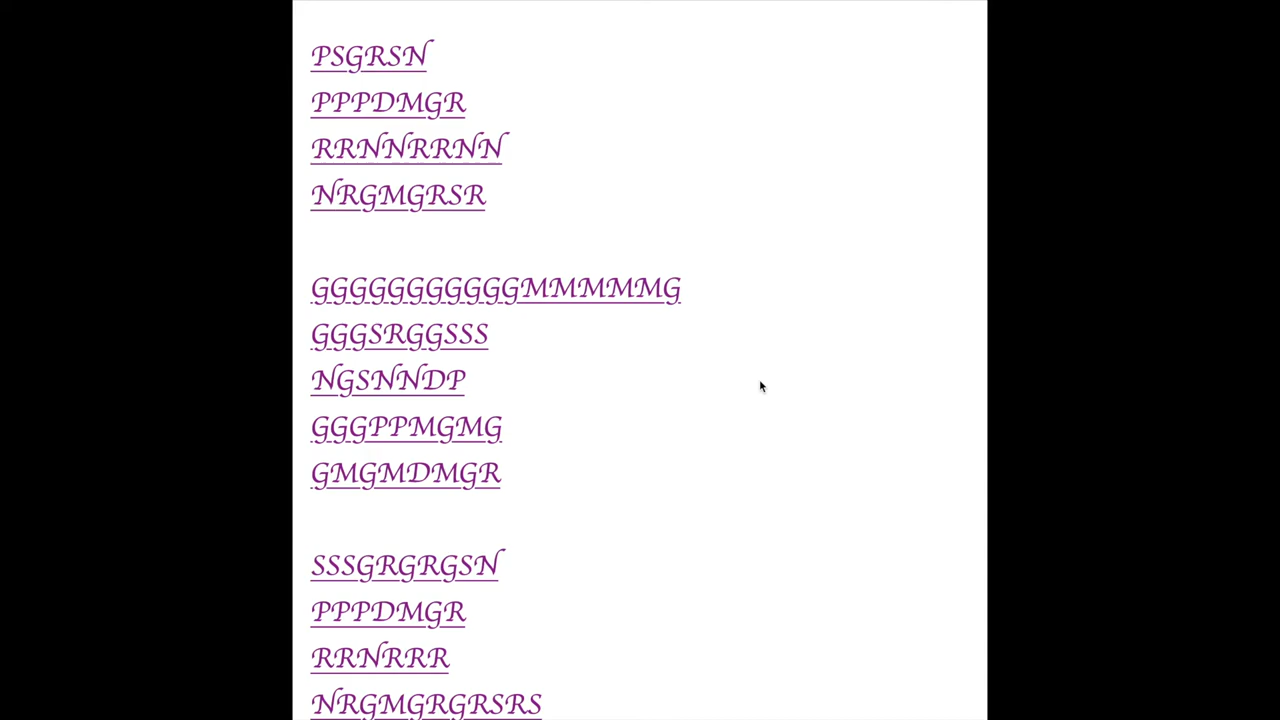 PSGRSN
PPPDMGR
RRNNRRNN
NRGMGRSR
GGGGGGGGGGGMMMMMG
GGGSRGGSSS
NGSNNDP
GGGPPMGMG
GMGMDMGR
SSSGRGRGSN
PPPDMGR
RRNRRR
NRGMGRGRSRS